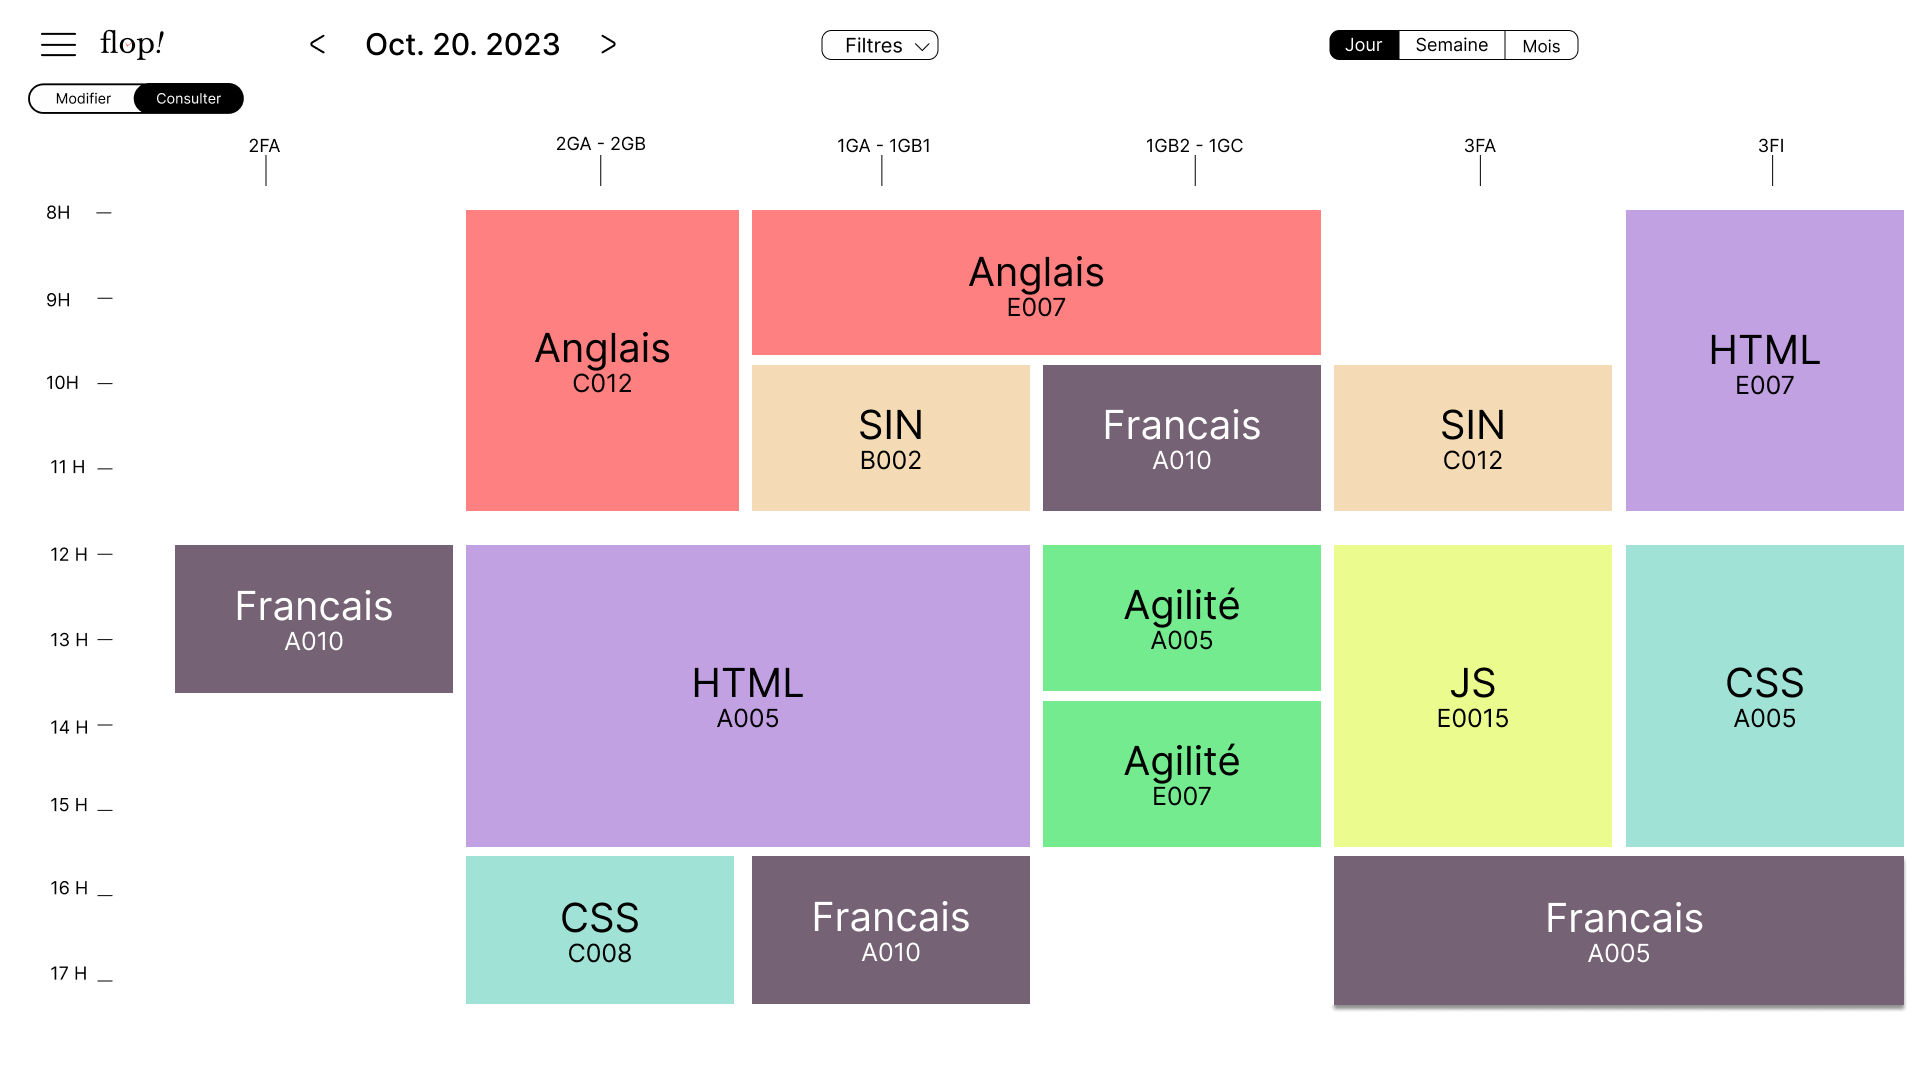 flop!
<
Oct. 20. 2023
>
Filtres
Jour
Semaine
Mois
Modifier
Consulter
2FA
2GA - 2GB
1GA - 1GB1
1GB2 - 1GC
3FA
3FI
8H
9H
10H
11 H
12 H
13 H
14 H
15 H
16 H
17 H
Anglais
C012
Anglais
E007
HTML
E007
SIN
B002
Francais
A010
SIN
C012
Francais
A010
HTML
A005
Agilité
A005
JS
E0015
CSS
A005
Agilité
E007
CSS
C008
Francais
A010
Francais
A005